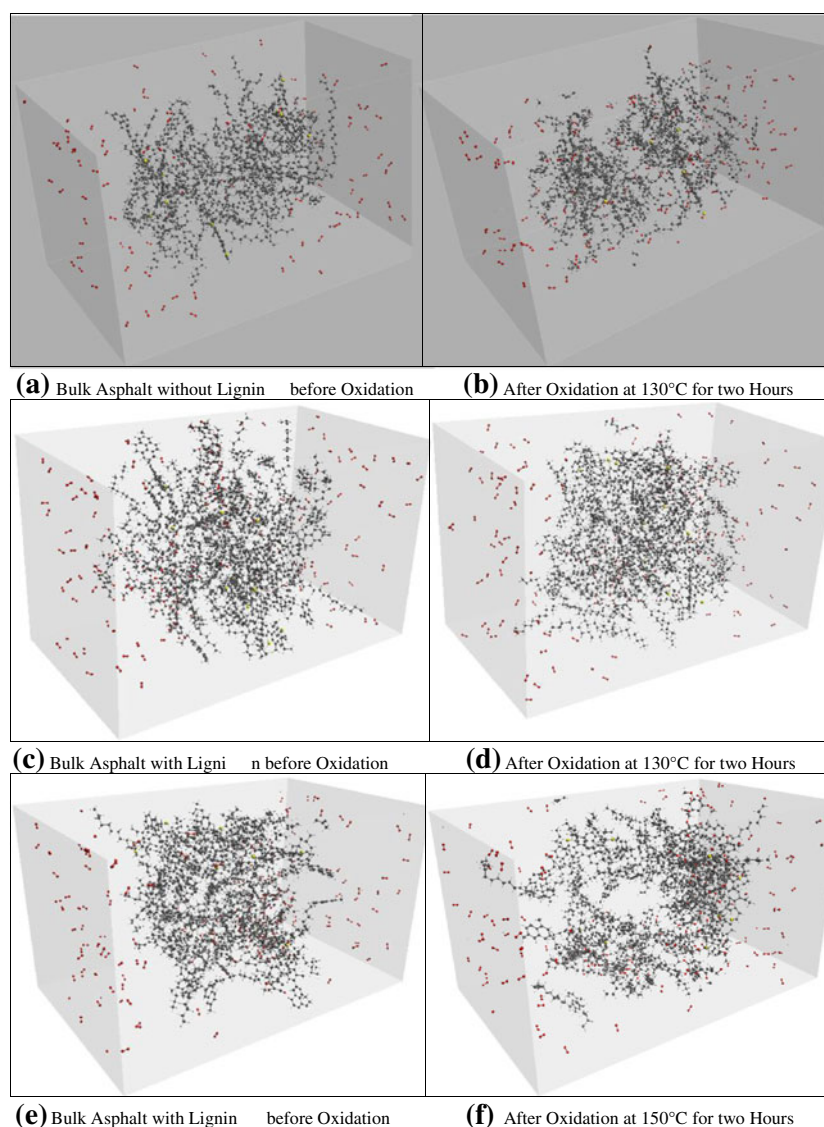 (a) Bulk Asphalt without Lignin before Oxidation
(b) After Oxidation at 130°C for two Hours
(c) Bulk Asphalt with Ligni n before Oxidation
(d) After Oxidation at 130°C for two Hours
(e) Bulk Asphalt with Lignin before Oxidation
(f) After Oxidation at 150°C for two Hours